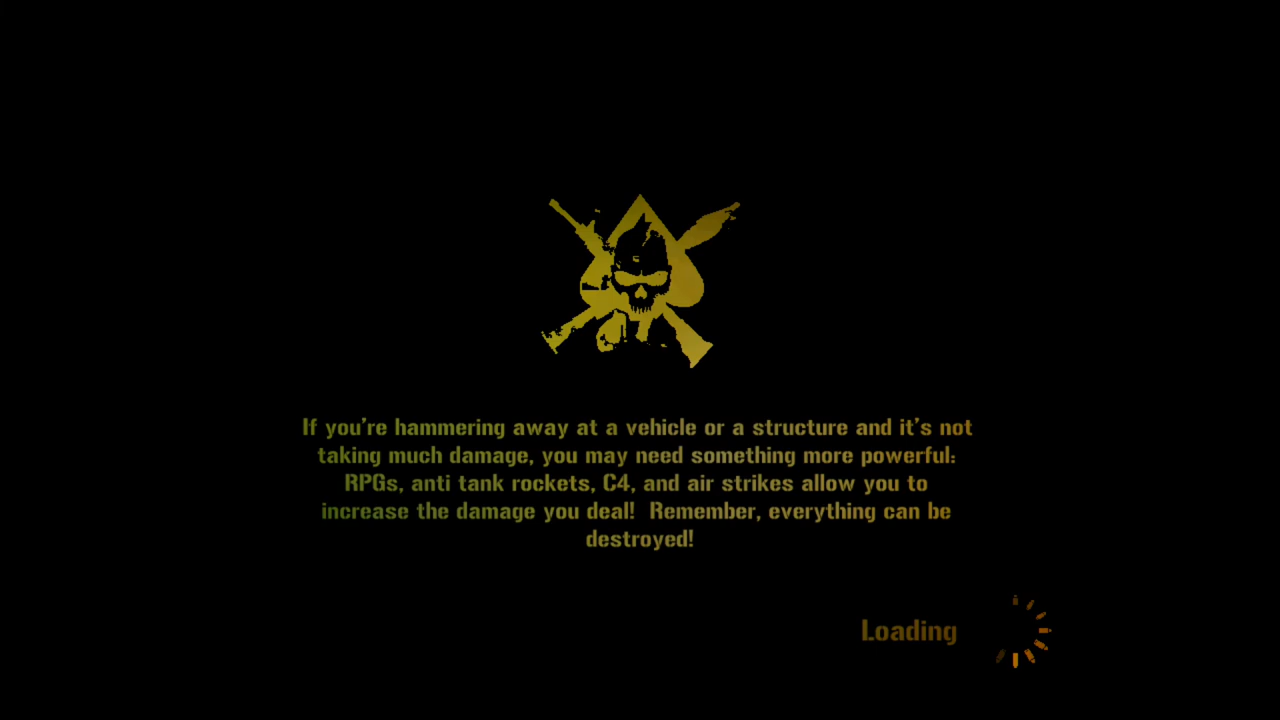 If you’re hammering away at a vehicle or a structure and it’s not
taking much damage, you may need something more powerful:
RPGs, anti tank rockets, C4, and air strikes allow you to
increase the damage you deal!  Remember, everything can be
destroyed!
Loading